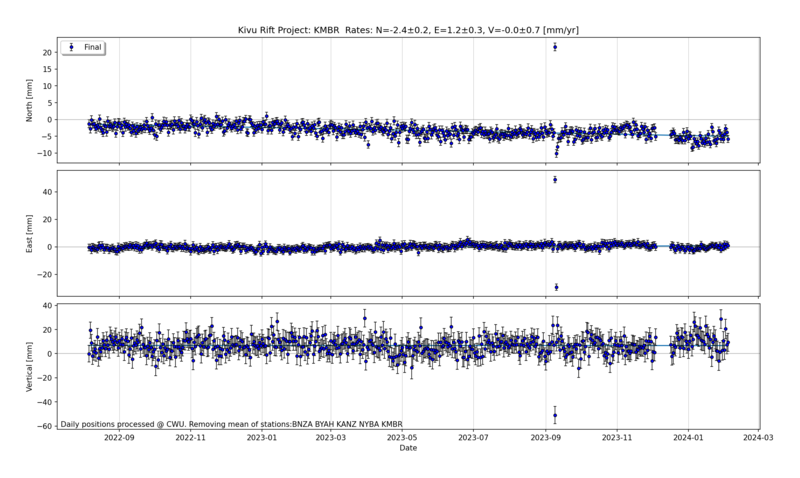 Kivu Rift Project: KMBR  Rates: N=-2.4±0.2, E=1.2±0.3, V=-0.0±0.7 [mm/yr]
Final
North [mm]
20
15
10
5
0
−5
−10
East [mm]
40
20
0
−20
Vertical [mm]
40
20
0
−20
−40
−60
Daily positions processed @ CWU. Removing mean of stations:BNZA BYAH KANZ NYBA KMBR
2022-09 2022-11 2023-01 2023-03 2023-05 2023-07 2023-09 2023-11 2024-01 2024-03
Date